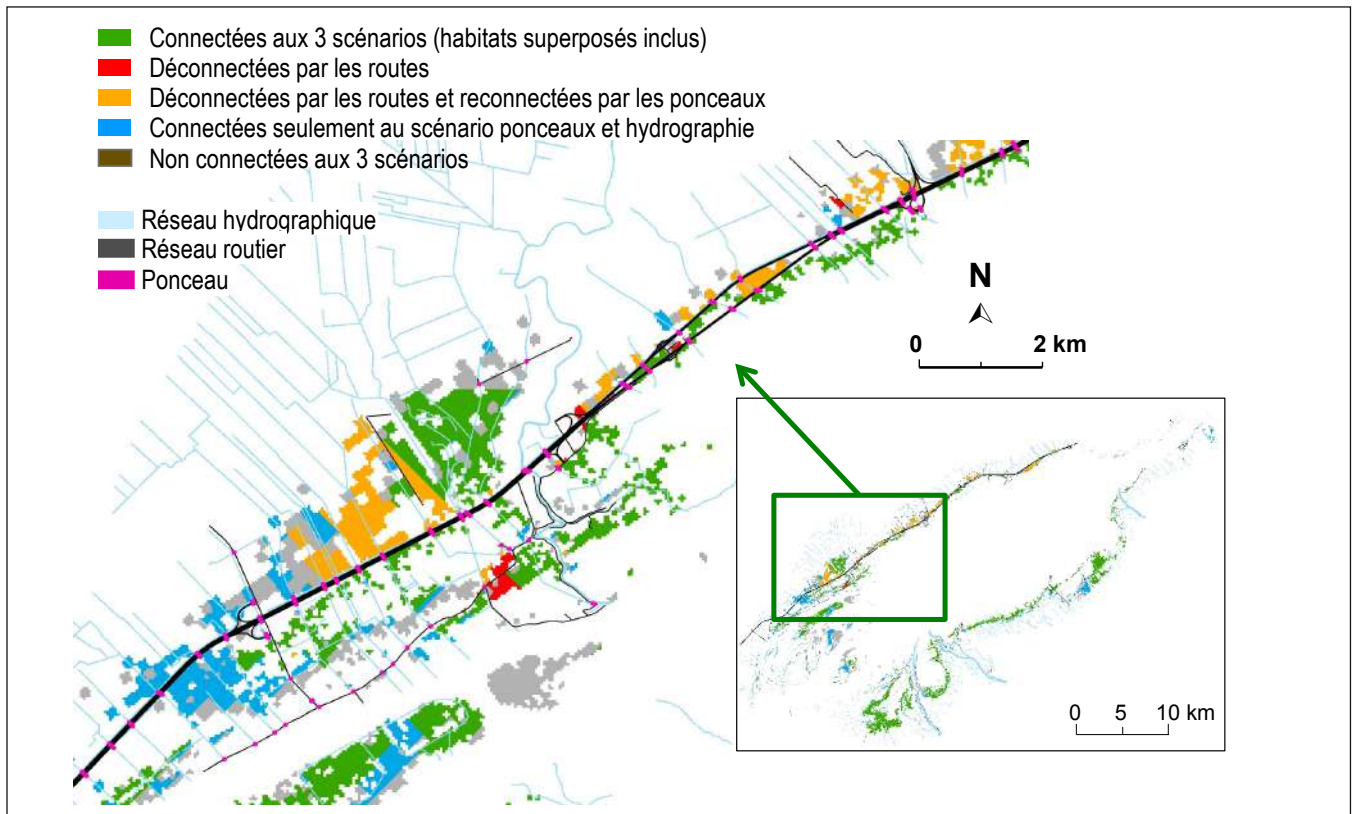 Connectées aux 3 scénarios (habitats superposés inclus)
Déconnectées par les routes
Déconnectées par les routes et reconnectées par les ponceaux
Connectées seulement au scénario ponceaux et hydrographie
Non connectées aux 3 scénarios
Réseau hydrographique
Réseau routier
Ponceau
N
0 2 km
0 5 10 km